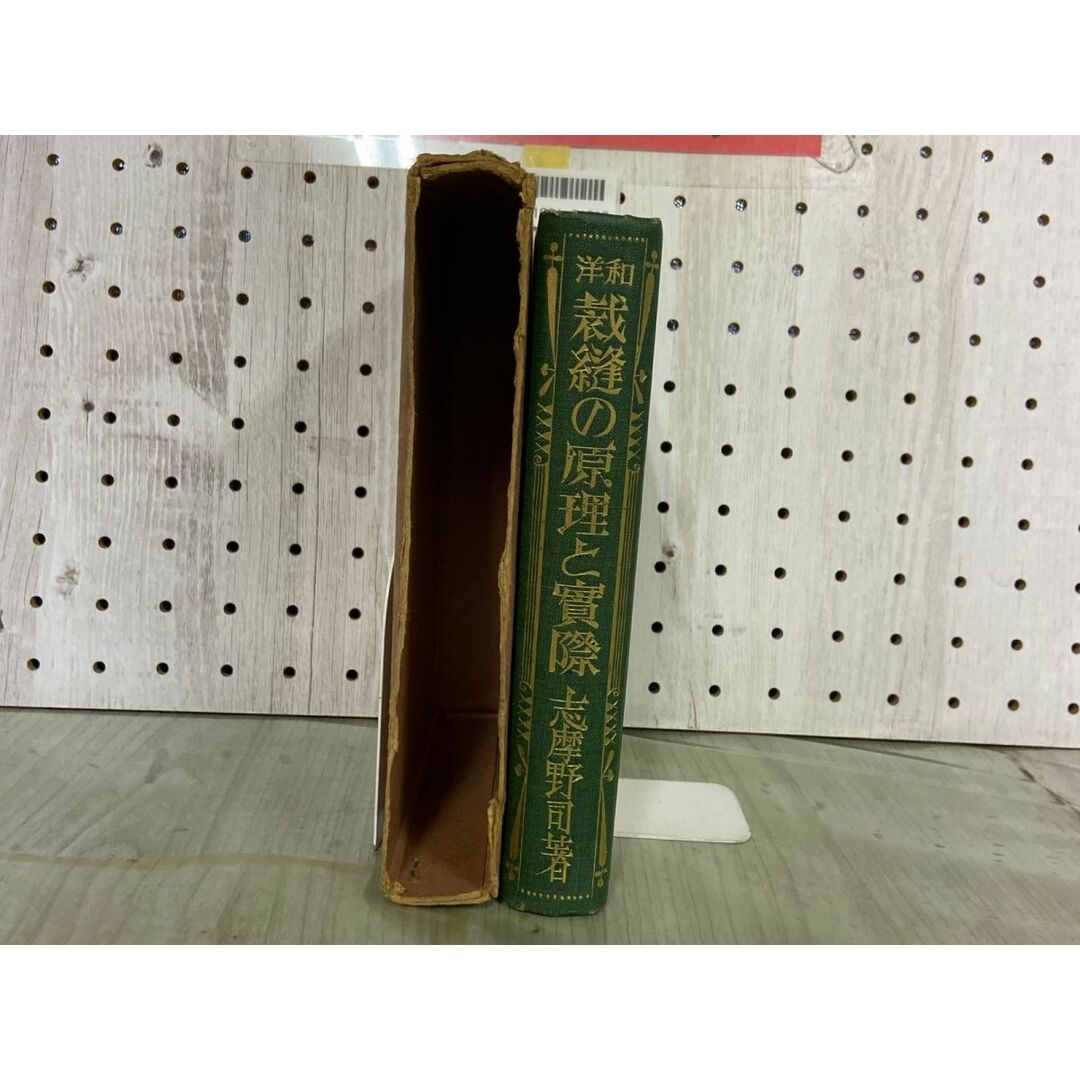 和洋
裁縫の原理と實際
志摩野司著